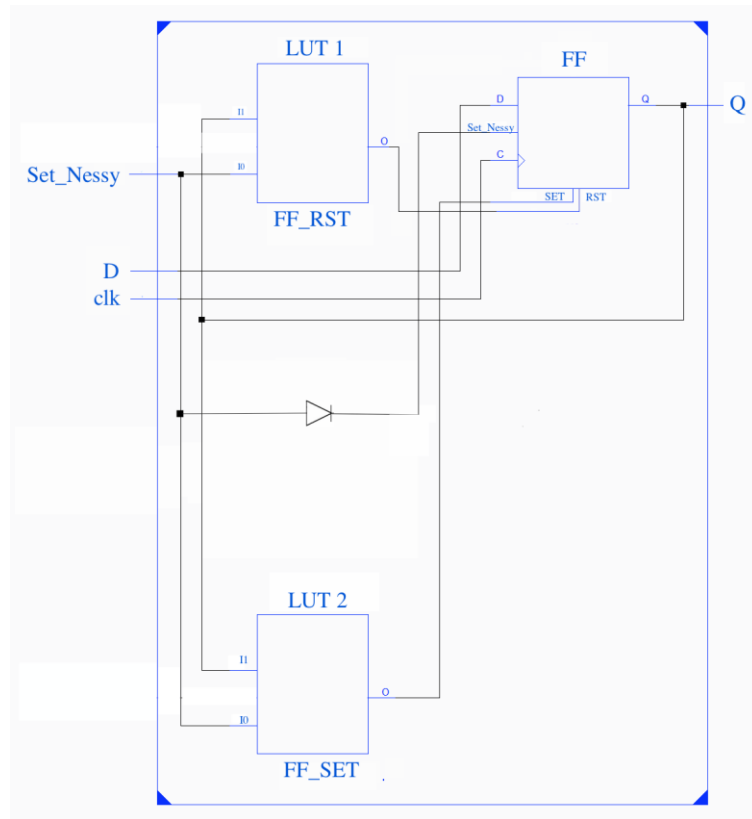 LUT 1
FF
I1
D
Q
Q
Set_Nessy
O
C
Set_Nessy
I0
SET
RST
FF_RST
D
clk
LUT 2
I1
O
I0
FF_SET